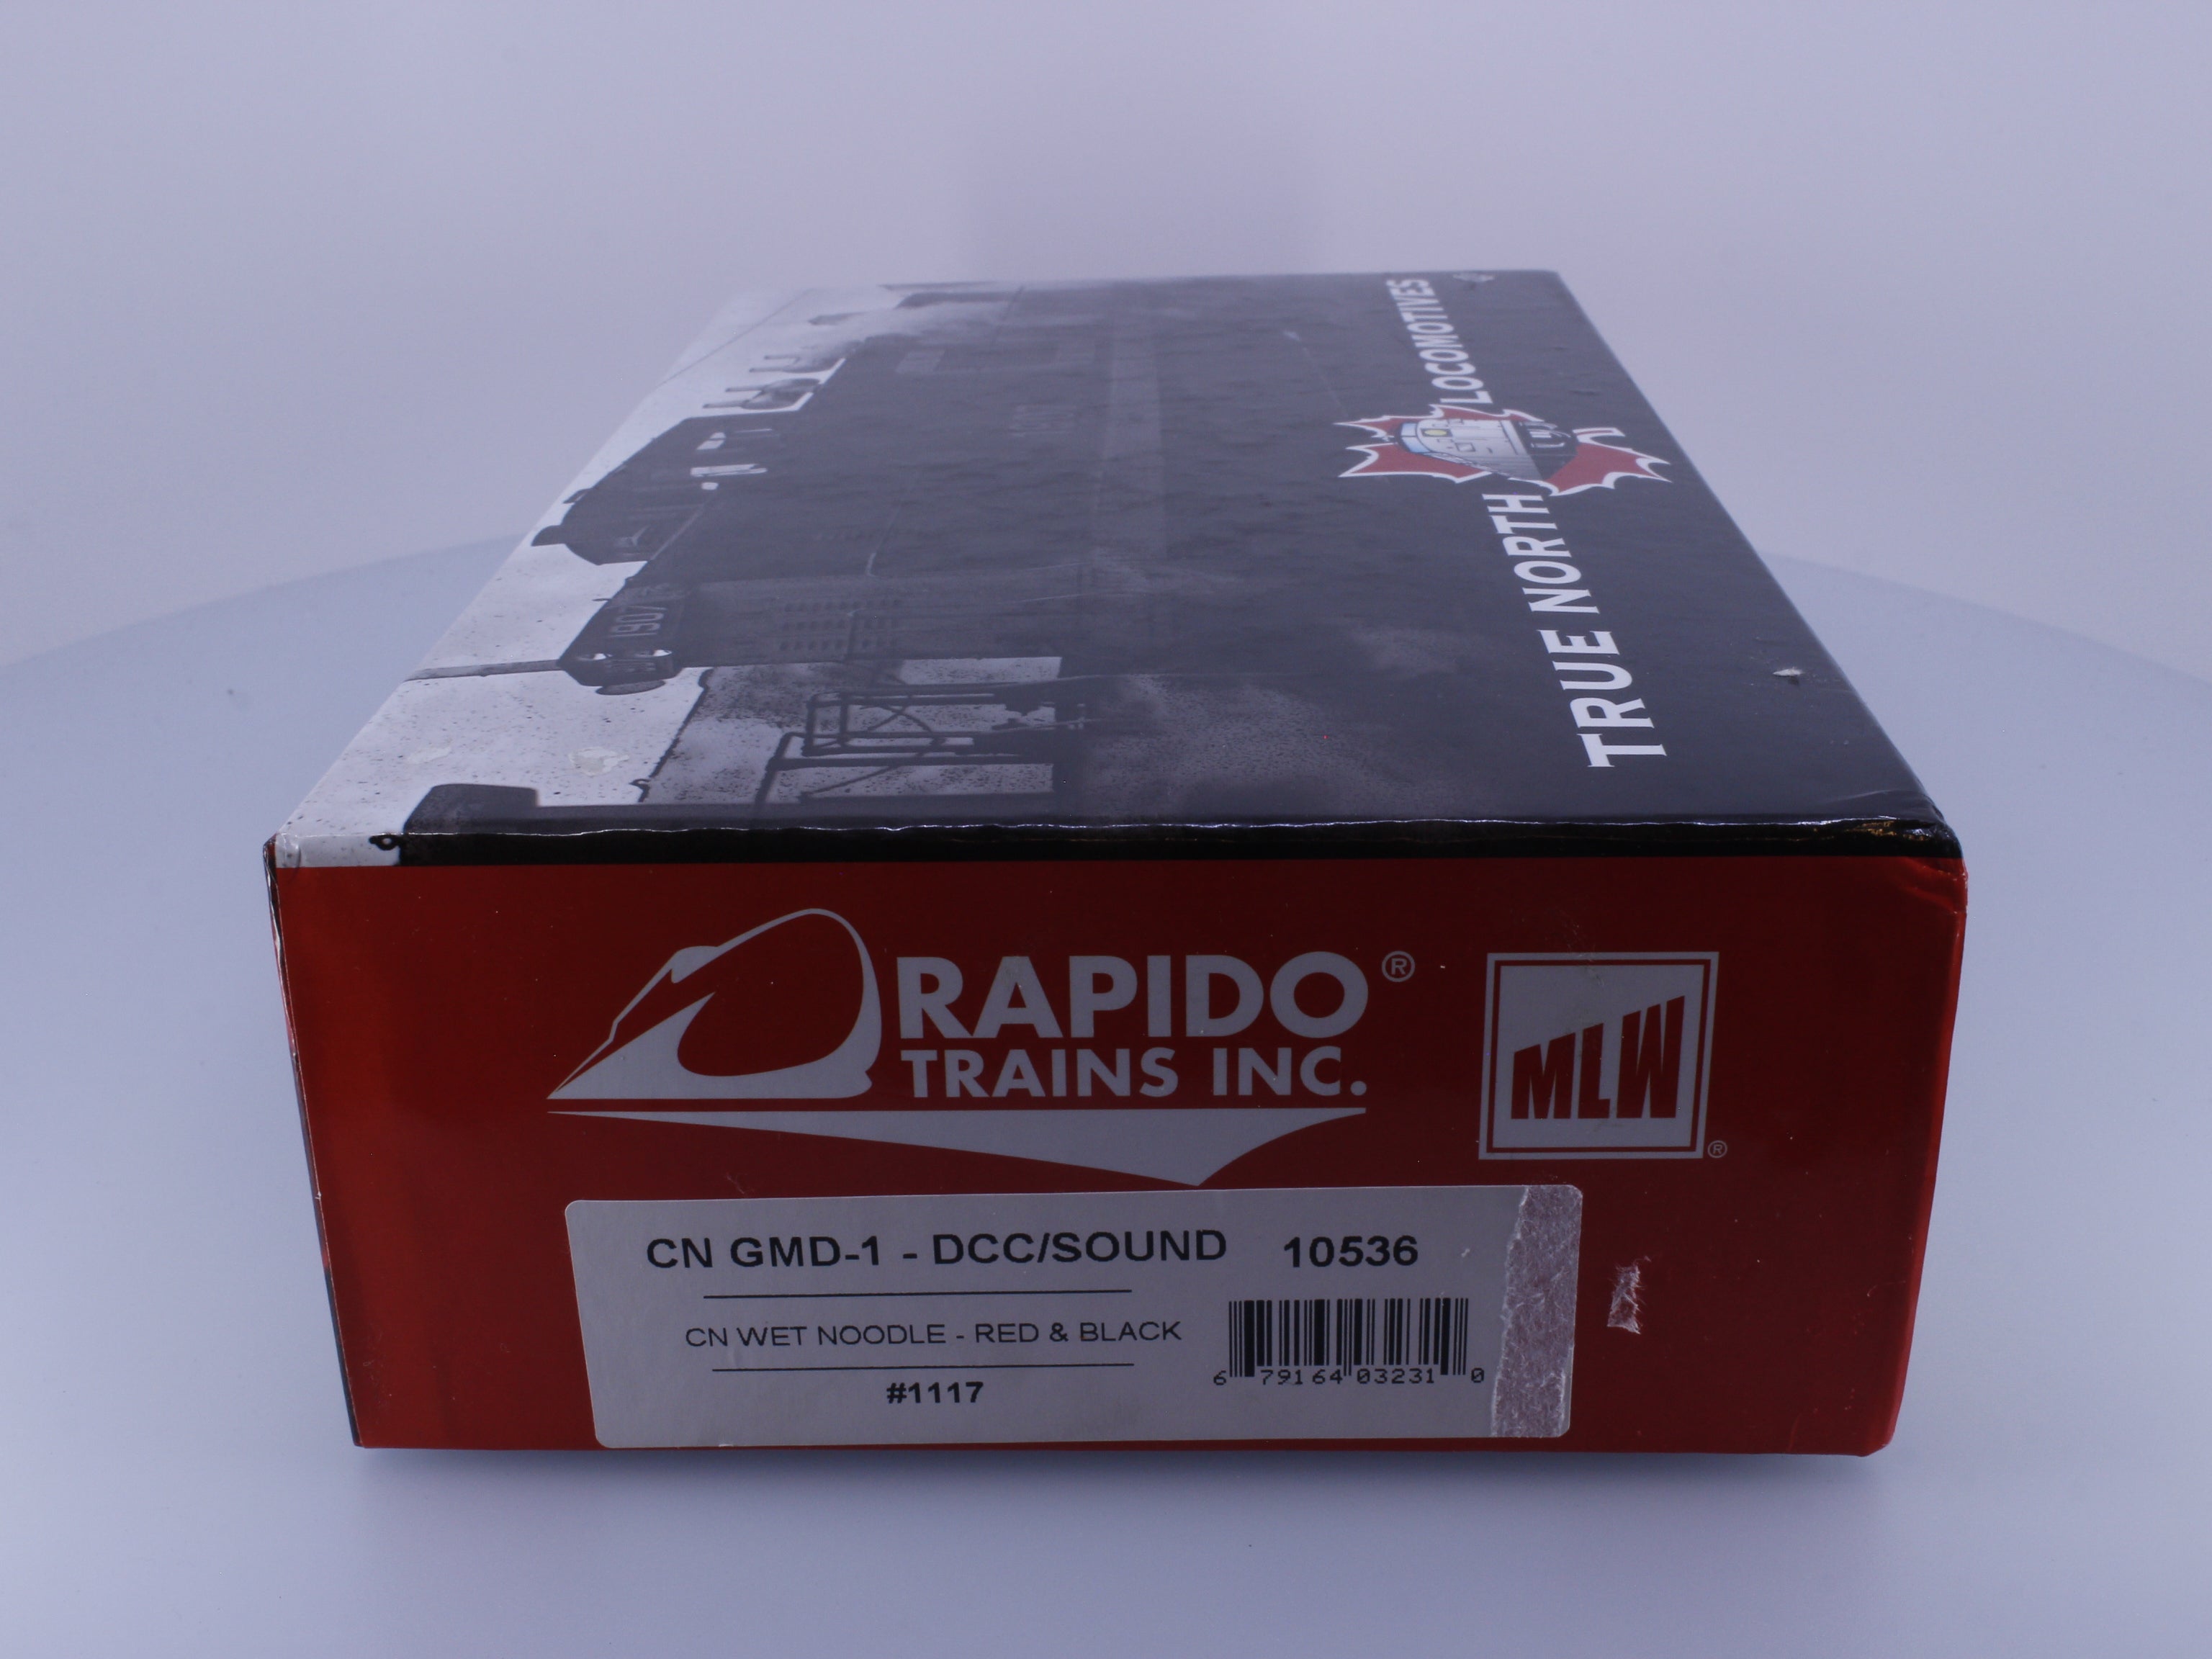 TRUE NORTH LOCOMOTIVES
1907
RAPIDO®
TRAINS INC.
MLW®
CN GMD-1 - DCC/SOUND 10536
CN WET NOODLE - RED & BLACK
#1117
6 79164 03231 0